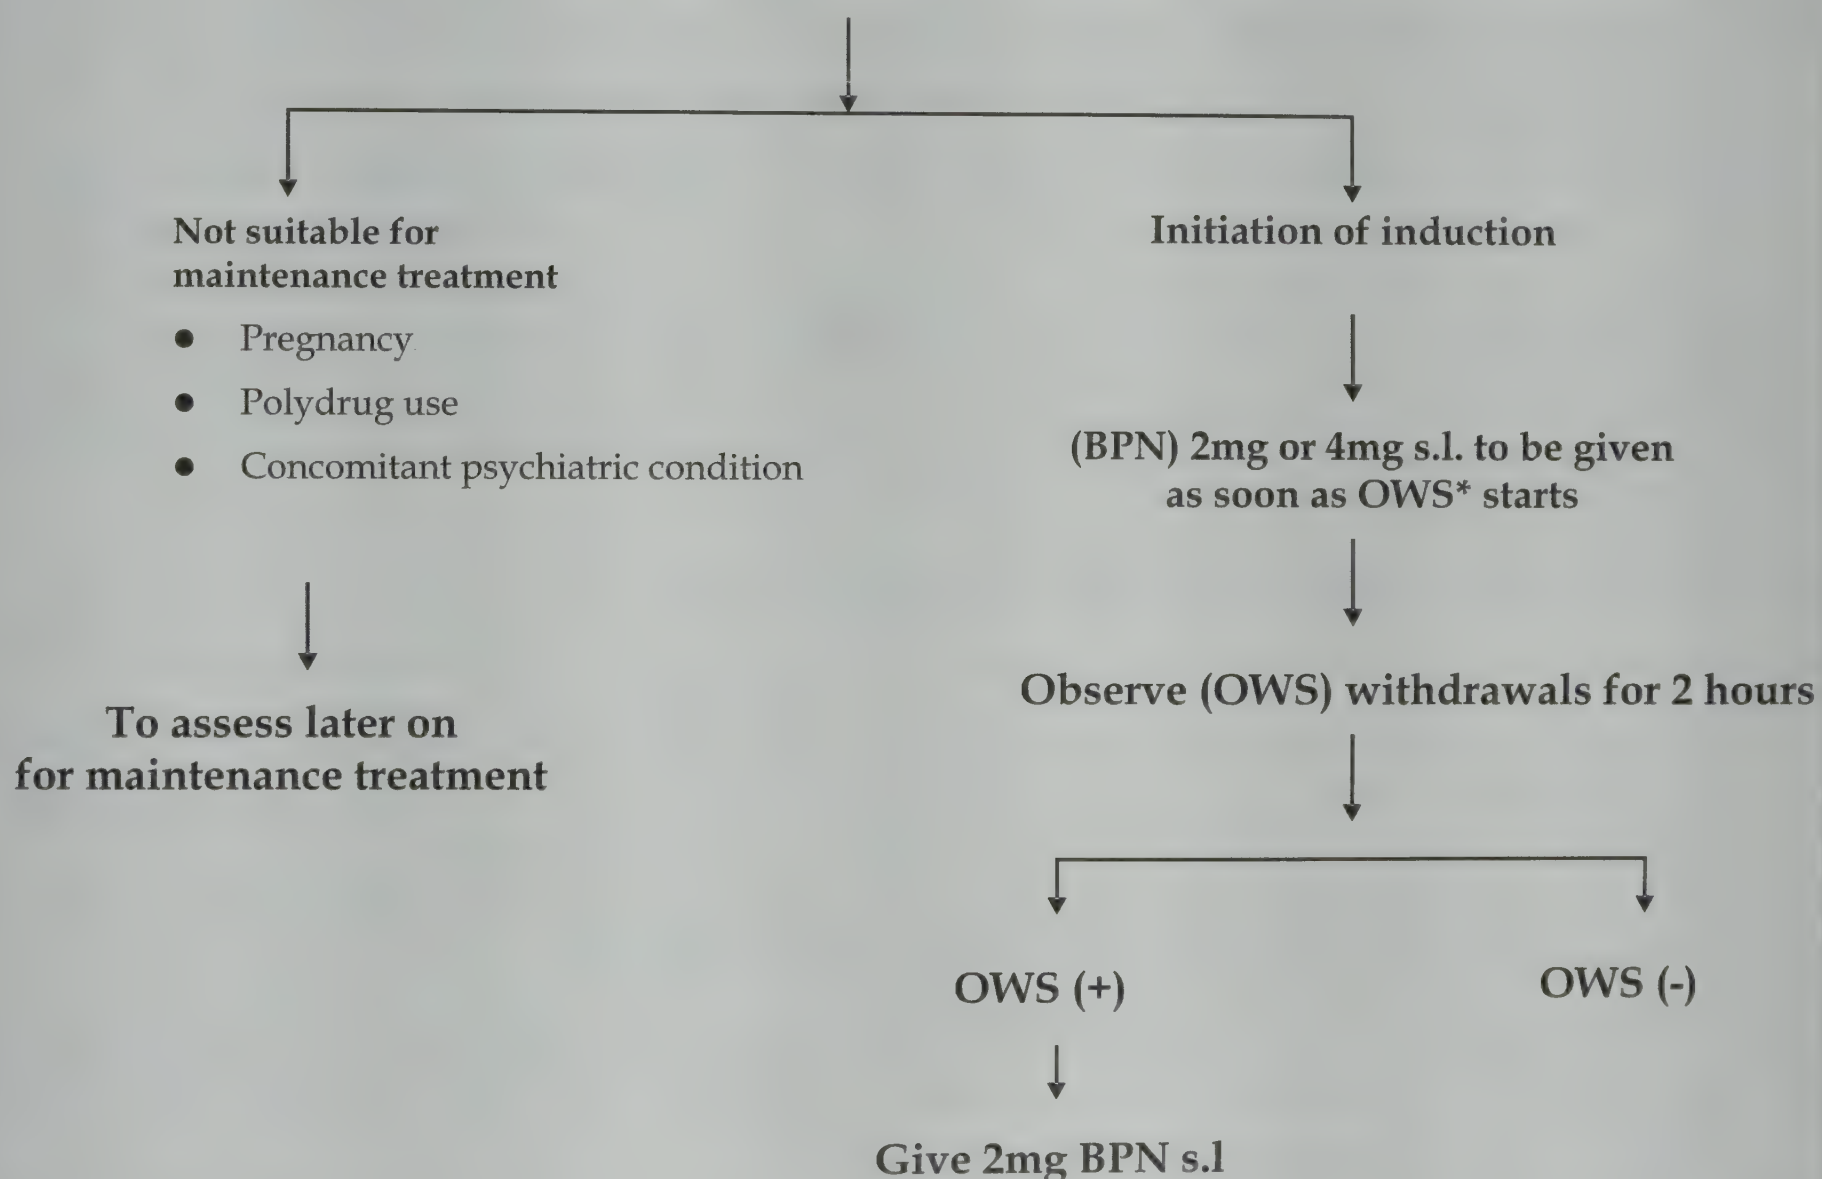 Not suitable for
maintenance treatment
● Pregnancy
● Polydrug use
● Concomitant psychiatric condition
To assess later on
for maintenance treatment
Initiation of induction
(BPN) 2mg or 4mg s.l. to be given
as soon as OWS* starts
Observe (OWS) withdrawals for 2 hours
OWS (+)
OWS (-)
Give 2mg BPN s.l